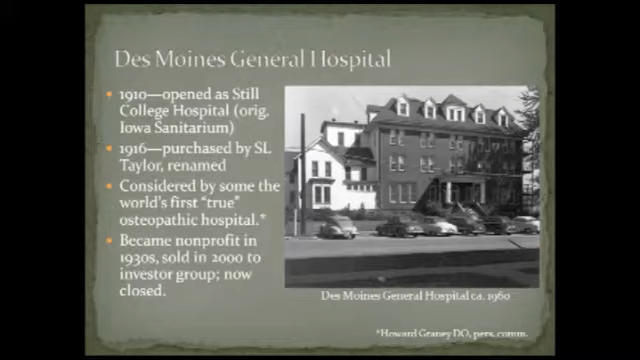 Des Moines General Hospital
1910—opened as Still
College Hospital (orig.
Iowa Sanitarium)
1916—purchased by SL
Taylor, renamed
Considered by some the
world's first "true"
osteopathic hospital.*
Became nonprofit in
1930s, sold in 2000 to
investor group; now
closed.
Des Moines General Hospital ca. 1960
*Howard Graney DO, pers. comm.